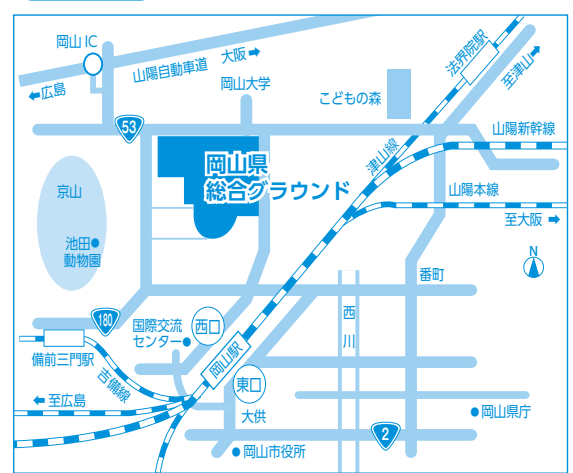 岡山 IC
山陽自動車道
大阪 ➡
⬅広島
岡山大学
こどもの森
法界院駅
至津山➡
53
津山線
山陽新幹線
岡山県
総合グラウンド
京山
池田
動物園
山陽本線
至大阪 ➡
N
番町
180
国際交流
センター
西口
西川
備前三門駅
吉備線
岡山駅
東口
⬅ 至広島
大供
岡山県庁
2
岡山市役所